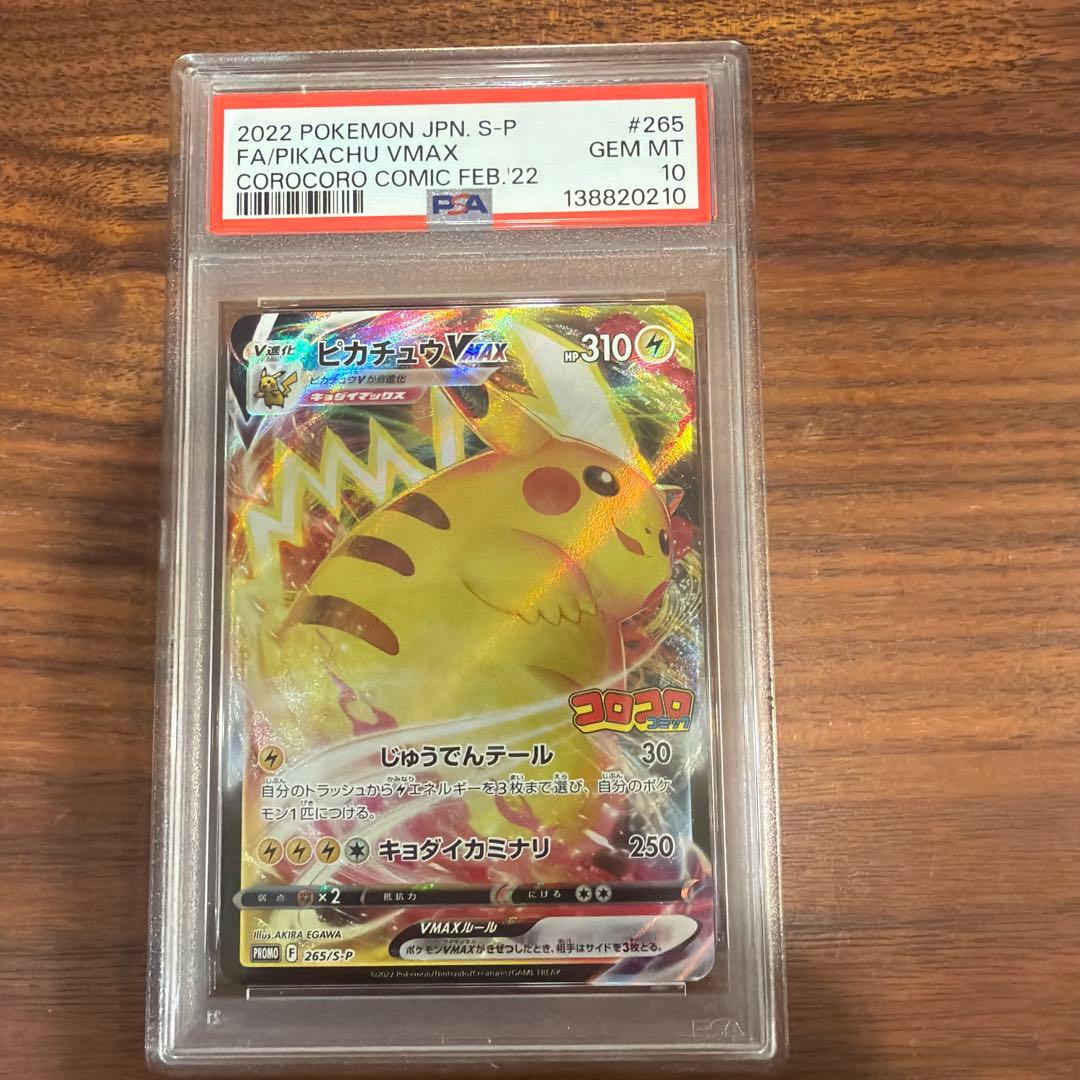 2022 POKEMON JPN. S-P #265
FA/PIKACHU VMAX GEM MT
COROCORO COMIC FEB.'22 10
PSA 138820210
V進化 ピカチュウVMAX HP310
ピカチュウVから進化
キョダイマックス
コロコロ
コミック
じゅうでんテール 30
自分のトラッシュからエネルギーを3枚まで選び、自分のポケ
モン1匹につける。
キョダイカミナリ 250
弱点 ×2 抵抗力 にげる
Illus. AKIRA EGAWA
VMAXルール
ポケモンVMAXがきぜつしたとき、相手はサイドを3枚とる。
PROMO F 265/S-P
©2022 Pokémon/Nintendo/Creatures/GAME FREAK
PSA